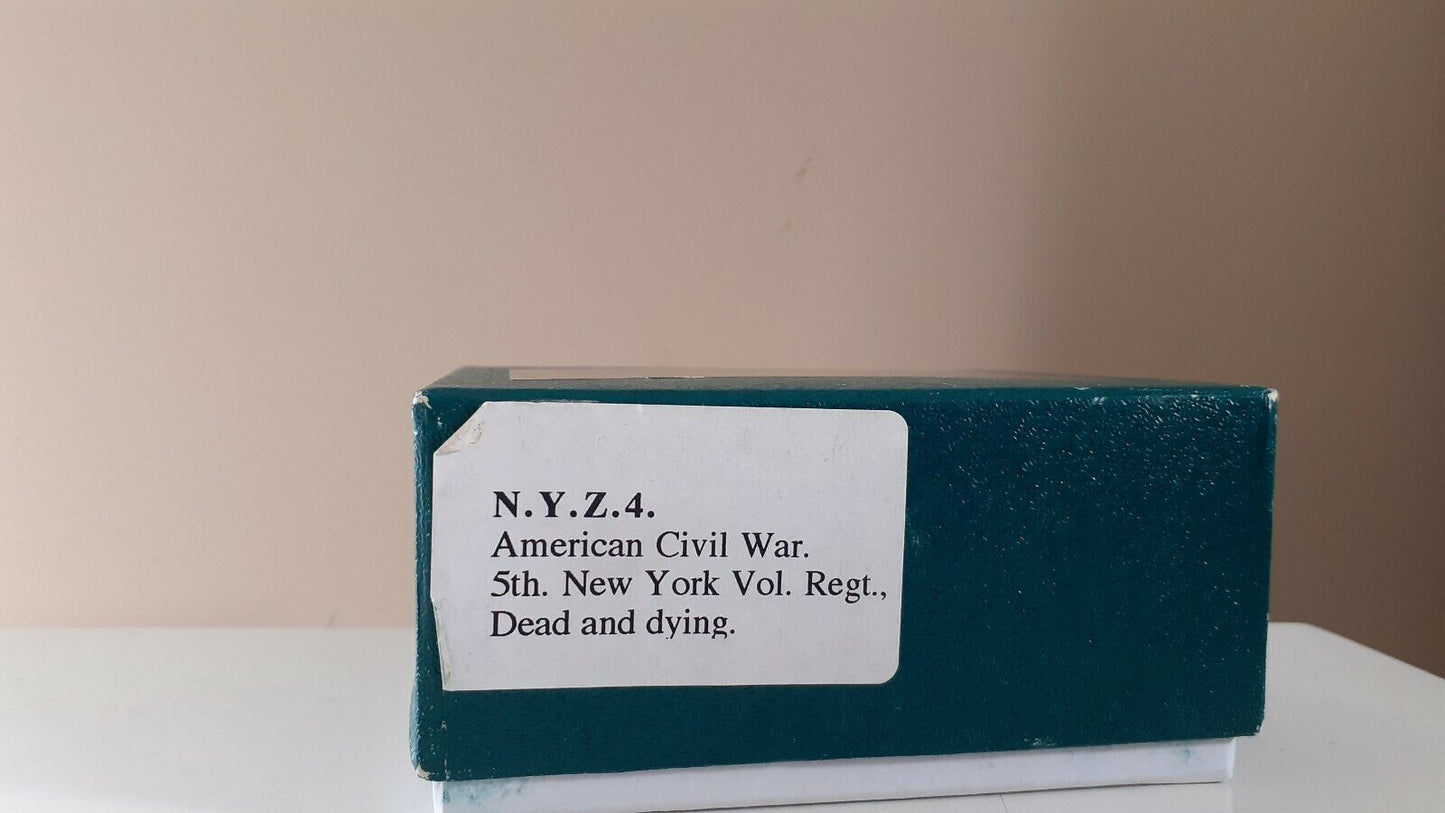 N.Y.Z.4.
American Civil War.
5th. New York Vol. Regt.,
Dead and dying.